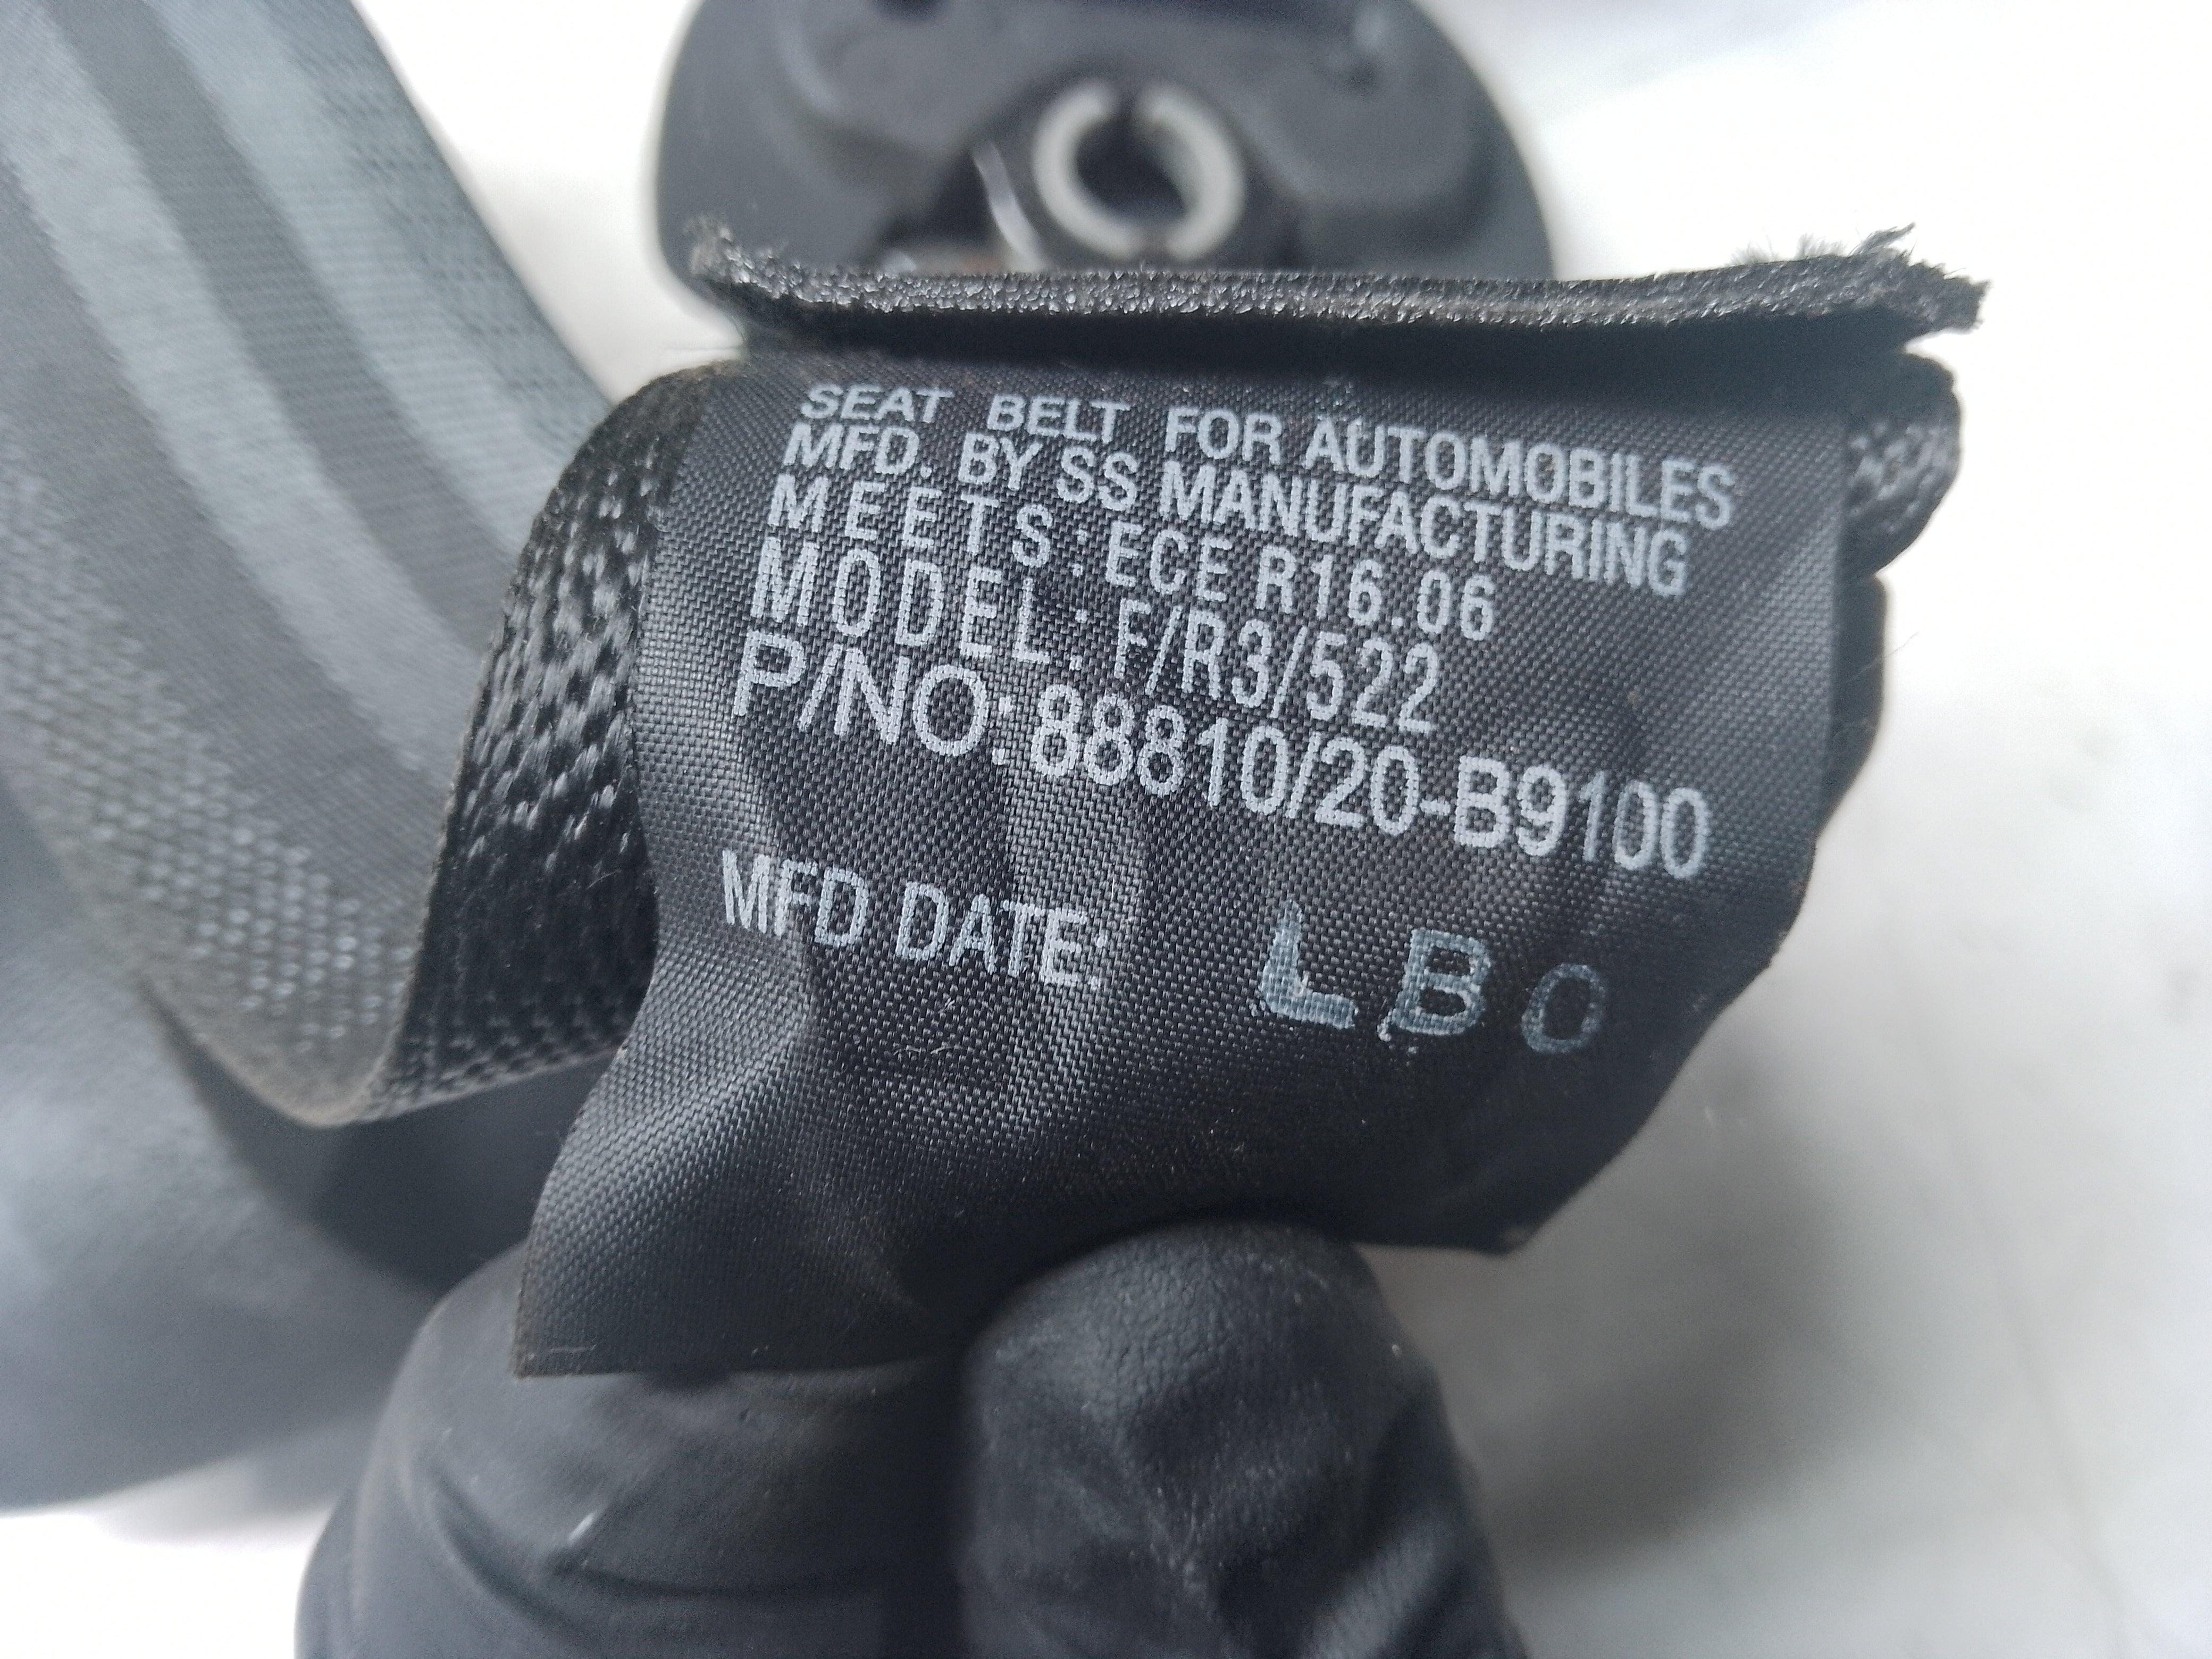 SEAT BELT FOR AUTOMOBILES
MFD. BY SS MANUFACTURING
MEETS: ECE R16.06
MODEL: F/R3/522
P/NO: 88810/20-B9100
MFD DATE: LB0